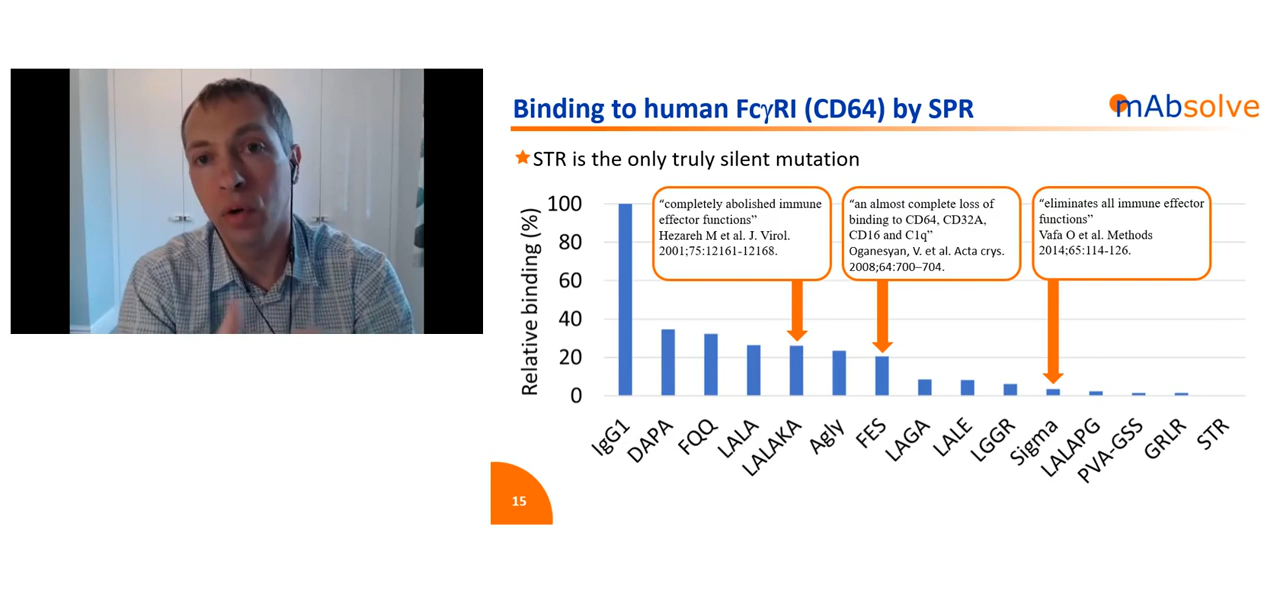 Binding to human FcγRI (CD64) by SPR
mAbsolve
STR is the only truly silent mutation
Relative binding (%)
100
80
60
40
20
0
“completely abolished immune
effector functions”
Hezareh M et al. J. Virol.
2001;75:12161-12168.
“an almost complete loss of
binding to CD64, CD32A,
CD16 and C1q”
Oganesyan, V. et al. Acta crys.
2008;64:700–704.
“eliminates all immune effector
functions”
Vafa O et al. Methods
2014;65:114-126.
IgG1
DAPA
FQQ
LALA
LALAKA
Agly
FES
LAGA
LALE
LGGR
Sigma
LALAPG
PVA-GSS
GRLR
STR
15